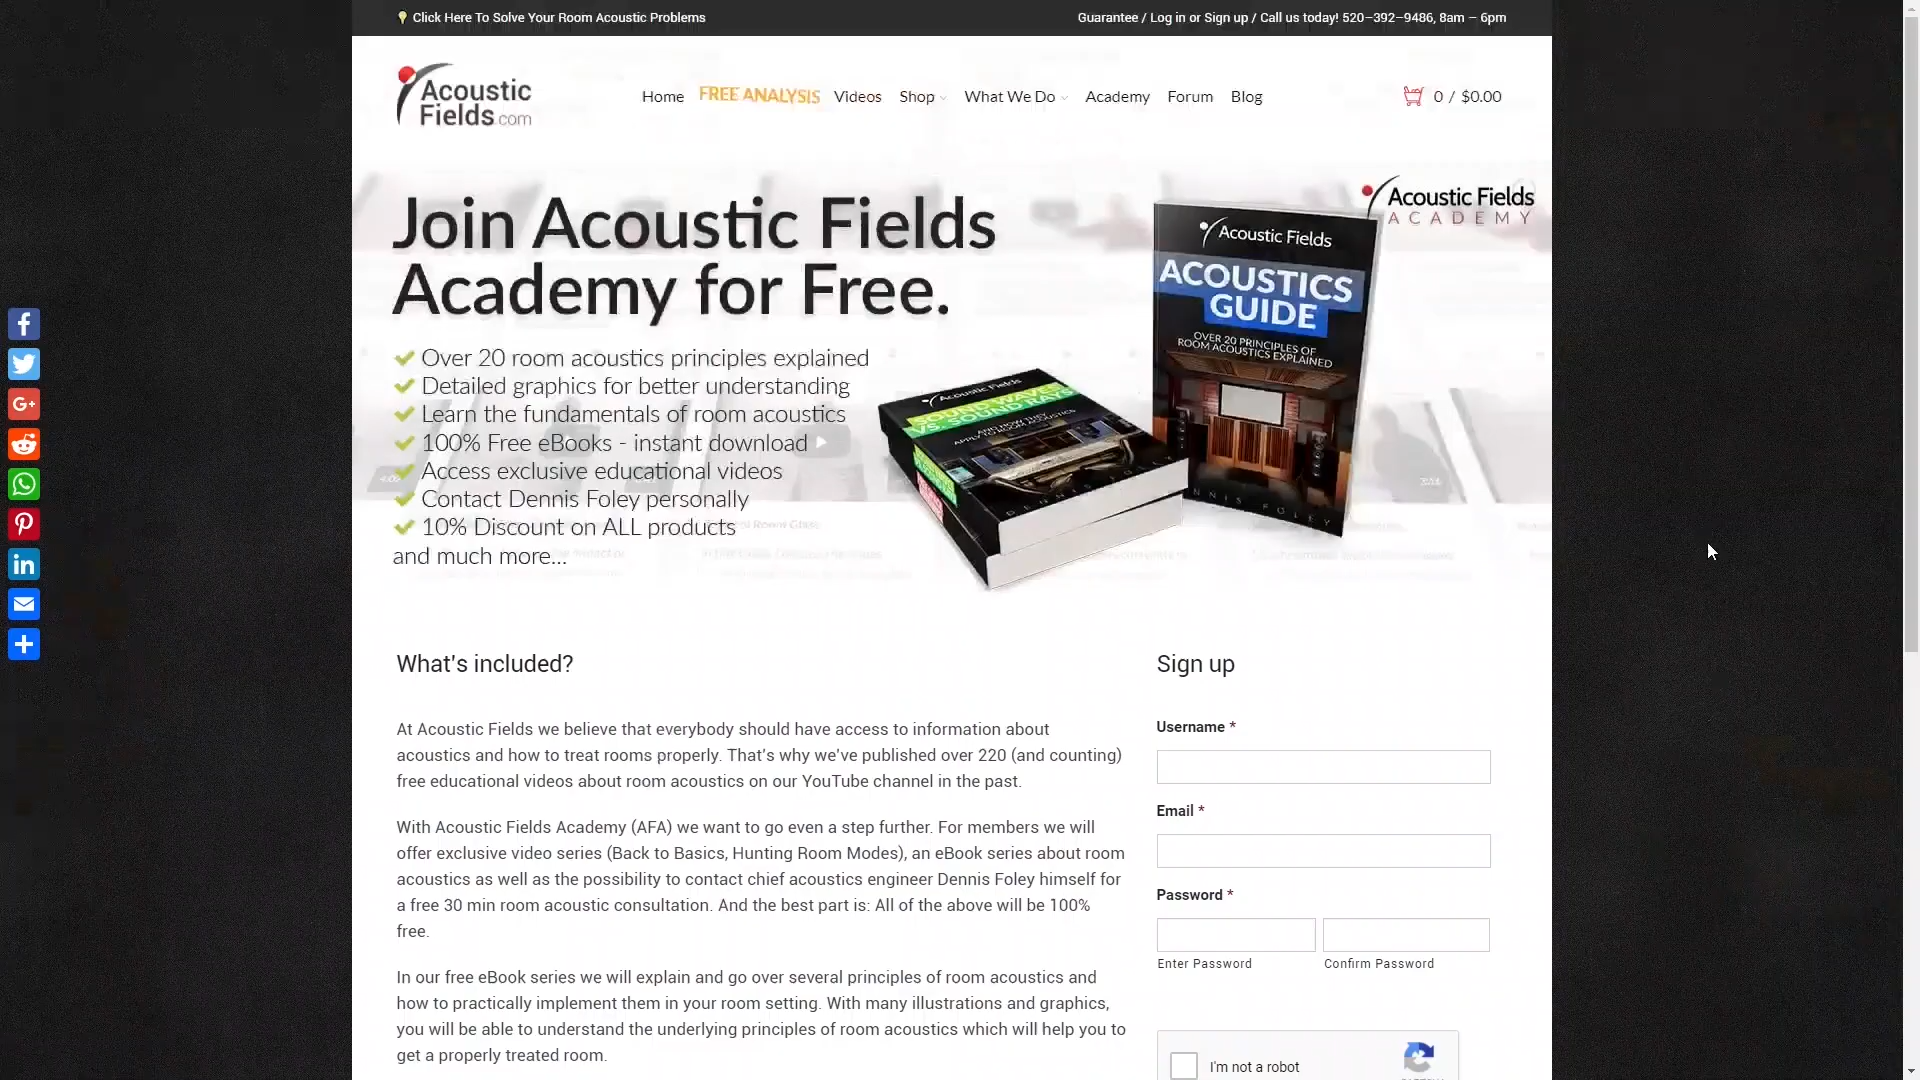 Click Here To Solve Your Room Acoustic Problems
Guarantee / Log in or Sign up / Call us today! 520–392–9486, 8am – 6pm
Acoustic
Fields.com
Home FREE ANALYSIS Videos Shop What We Do Academy Forum Blog
0 / $0.00
Join Acoustic Fields
Academy for Free.
Over 20 room acoustics principles explained
Detailed graphics for better understanding
Learn the fundamentals of room acoustics
100% Free eBooks - instant download
Access exclusive educational videos
Contact Dennis Foley personally
10% Discount on ALL products
and much more...
Acoustic Fields
SOUND WAVES
VS. SOUND RAYS
AND HOW THEY
APPLY TO ROOM ACOUSTICS
Acoustic Fields
ACOUSTICS
GUIDE
OVER 20 PRINCIPLES OF
ROOM ACOUSTICS EXPLAINED
Acoustic Fields
ACADEMY
What's included?
At Acoustic Fields we believe that everybody should have access to information about
acoustics and how to treat rooms properly. That's why we've published over 220 (and counting)
free educational videos about room acoustics on our YouTube channel in the past.
With Acoustic Fields Academy (AFA) we want to go even a step further. For members we will
offer exclusive video series (Back to Basics, Hunting Room Modes), an eBook series about room
acoustics as well as the possibility to contact chief acoustics engineer Dennis Foley himself for
a free 30 min room acoustic consultation. And the best part is: All of the above will be 100%
free.
In our free eBook series we will explain and go over several principles of room acoustics and
how to practically implement them in your room setting. With many illustrations and graphics,
you will be able to understand the underlying principles of room acoustics which will help you to
get a properly treated room.
Sign up
Username *
Email *
Password *
Enter Password
Confirm Password
I'm not a robot